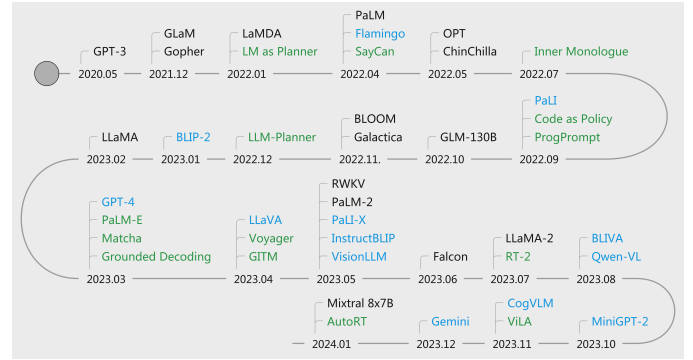 GPT-3
2020.05
GLaM
Gopher
2021.12
LaMDA
LM as Planner
2022.01
PaLM
Flamingo
SayCan
2022.04
OPT
ChinChilla
2022.05
Inner Monologue
2022.07
PaLI
Code as Policy
ProgPrompt
2022.09
GLM-130B
2022.10
BLOOM
Galactica
2022.11.
LLM-Planner
2022.12
BLIP-2
2023.01
LLaMA
2023.02
GPT-4
PaLM-E
Matcha
Grounded Decoding
2023.03
LLaVA
Voyager
GITM
2023.04
RWKV
PaLM-2
PaLI-X
InstructBLIP
VisionLLM
2023.05
Falcon
2023.06
LLaMA-2
RT-2
2023.07
BLIVA
Qwen-VL
2023.08
MiniGPT-2
2023.10
CogVLM
ViLA
2023.11
Gemini
2023.12
Mixtral 8x7B
AutoRT
2024.01